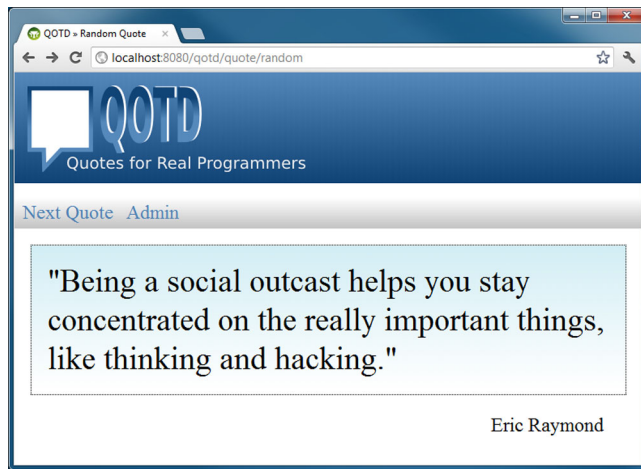 QOTD » Random Quote
localhost:8080/qotd/quote/random
QOTD
Quotes for Real Programmers
Next Quote Admin
"Being a social outcast helps you stay
concentrated on the really important things,
like thinking and hacking."
Eric Raymond